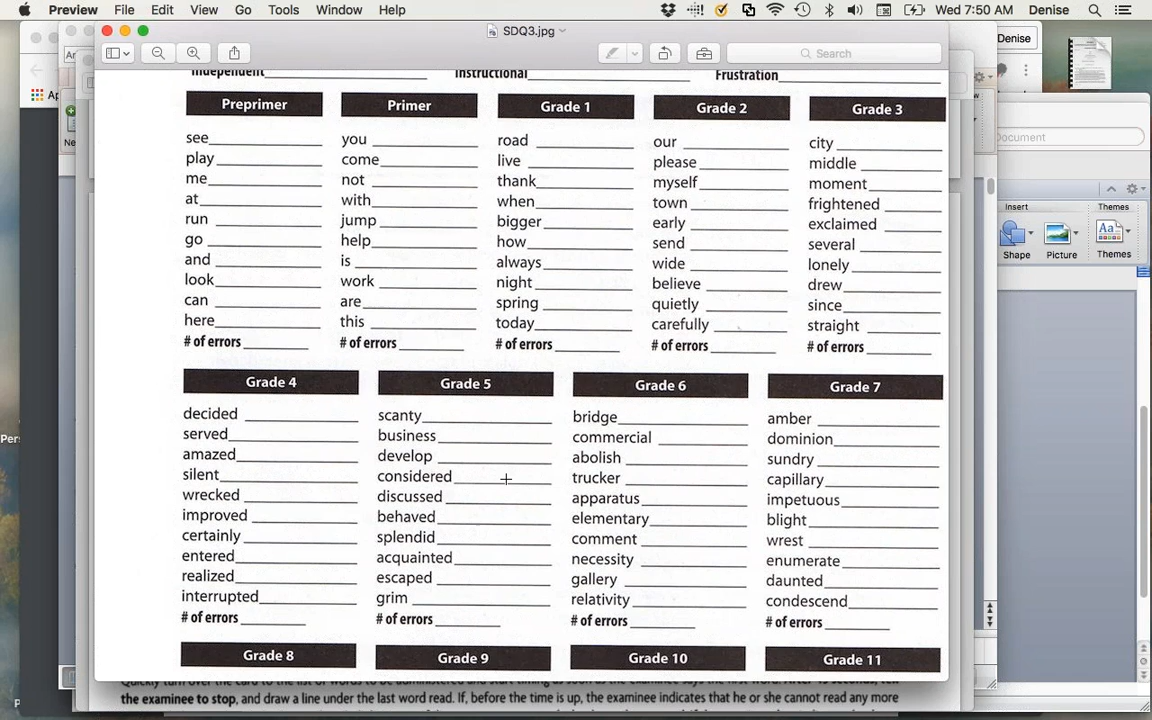 Preview File Edit View Go Tools Window Help Wed 7:50 AM Denise
SDQ3.jpg
Denise
Search
Document
Insert Themes
Shape Picture Themes
Independent Instructional Frustration
Preprimer Primer Grade 1 Grade 2 Grade 3
see you road our city
play come live please middle
me not thank myself moment
at with when town frightened
run jump bigger early exclaimed
go help how send several
and is always wide lonely
look work night believe drew
can are spring quietly since
here this today carefully straight
# of errors # of errors # of errors # of errors # of errors
Grade 4 Grade 5 Grade 6 Grade 7
decided scanty bridge amber
served business commercial dominion
amazed develop abolish sundry
silent considered trucker capillary
wrecked discussed apparatus impetuous
improved behaved elementary blight
certainly splendid comment wrest
entered acquainted necessity enumerate
realized escaped gallery daunted
interrupted grim relativity condescend
# of errors # of errors # of errors # of errors
Grade 8 Grade 9 Grade 10 Grade 11
the examinee to stop, and draw a line under the last word read. If, before the time is up, the examinee indicates that he or she cannot read any more